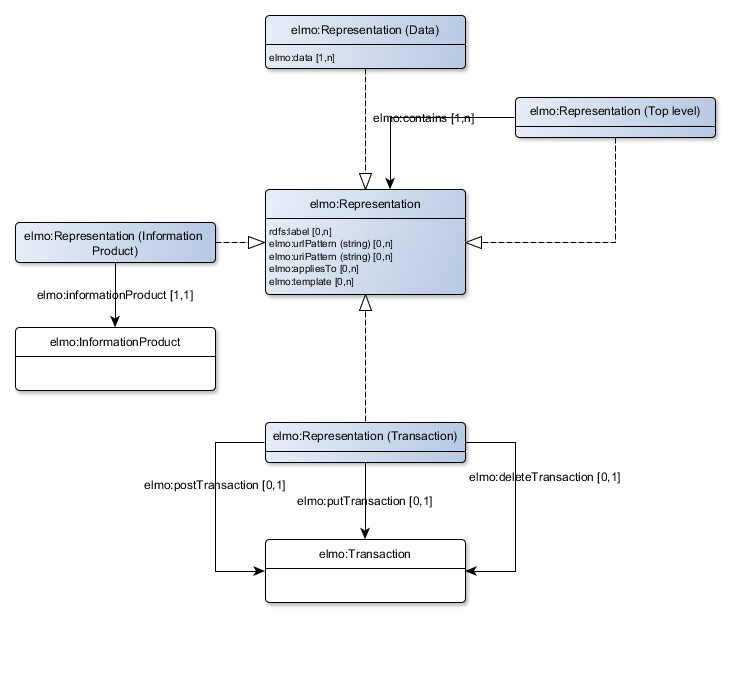 elmo:Representation (Data)
elmo:data [1,n]
elmo:Representation (Top level)
elmo:contains [1,n]
elmo:Representation
rdfs:label [0,n]
elmo:urlPattern (string) [0,n]
elmo:uriPattern (string) [0,n]
elmo:appliesTo [0,n]
elmo:template [0,n]
elmo:Representation (Information
Product)
elmo:informationProduct [1,1]
elmo:InformationProduct
elmo:Representation (Transaction)
elmo:postTransaction [0,1]
elmo:putTransaction [0,1]
elmo:deleteTransaction [0,1]
elmo:Transaction